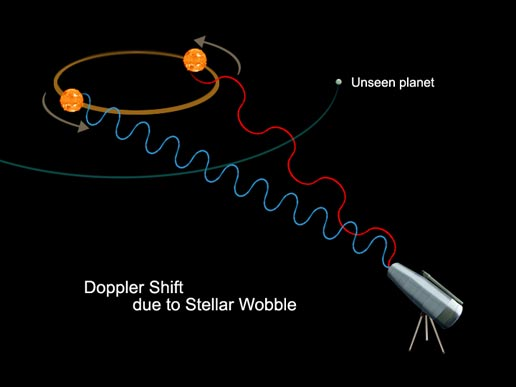 Unseen planet
Doppler Shift
due to Stellar Wobble